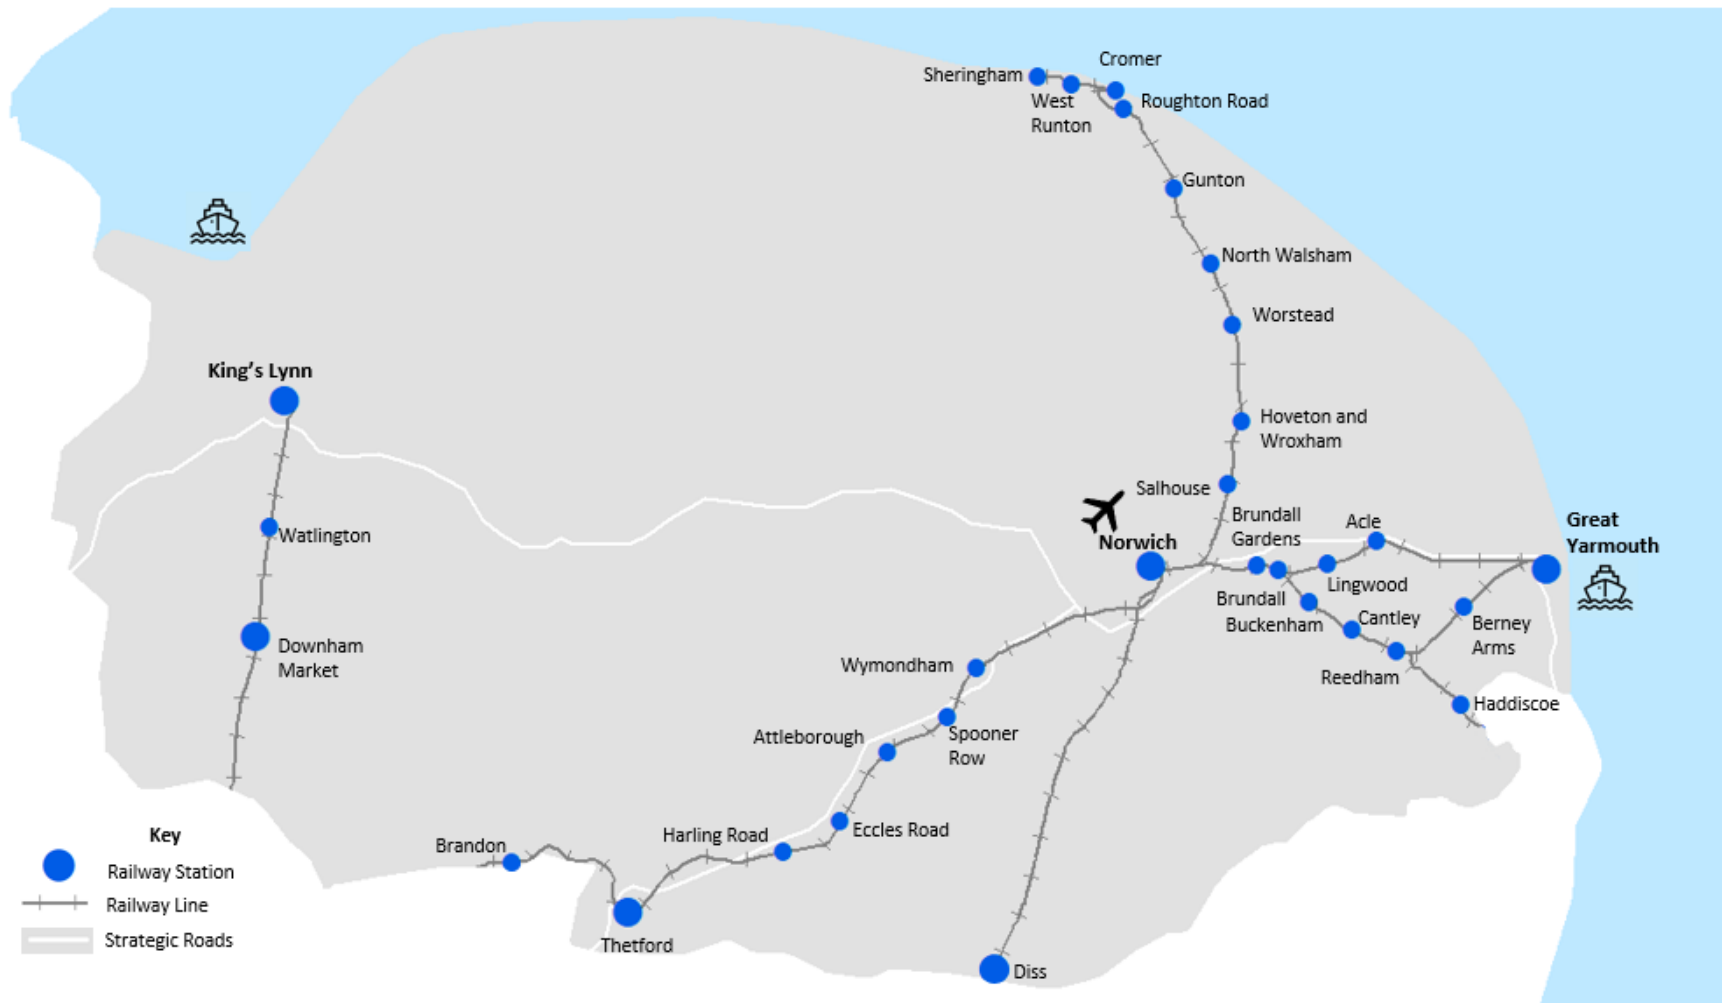 Cromer
Sheringham
West
Runton
Roughton Road
Gunton
North Walsham
Worstead
King's Lynn
Hoveton and
Wroxham
Salhouse
Brundall
Gardens
Acle
Great
Yarmouth
Watlington
Norwich
Lingwood
Brundall
Buckenham
Cantley
Berney
Arms
Downham
Market
Wymondham
Reedham
Haddiscoe
Attleborough
Spooner
Row
Key
Harling Road
Eccles Road
Brandon
Railway Station
Railway Line
Strategic Roads
Thetford
Diss